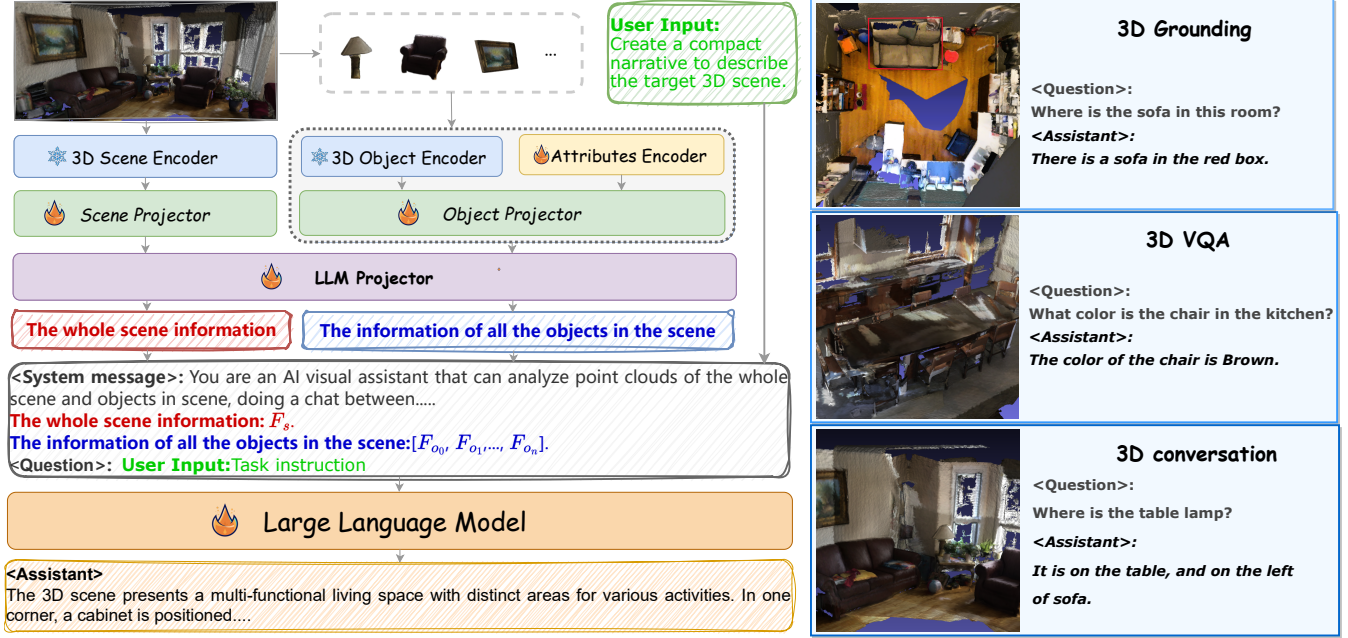 ...
User Input:
Create a compact
narrative to describe
the target 3D scene.
3D Scene Encoder
3D Object Encoder
Attributes Encoder
Scene Projector
Object Projector
LLM Projector
The whole scene information
The information of all the objects in the scene
<System message>: You are an AI visual assistant that can analyze point clouds of the whole
scene and objects in scene, doing a chat between.....
The whole scene information: Fₛ.
The information of all the objects in the scene:[F_{o_0}, F_{o_1},..., F_{o_n}].
<Question>: User Input:Task instruction
Large Language Model
<Assistant>
The 3D scene presents a multi-functional living space with distinct areas for various activities. In one
corner, a cabinet is positioned....
3D Grounding
<Question>:
Where is the sofa in this room?
<Assistant>:
There is a sofa in the red box.
3D VQA
<Question>:
What color is the chair in the kitchen?
<Assistant>:
The color of the chair is Brown.
3D conversation
<Question>:
Where is the table lamp?
<Assistant>:
It is on the table, and on the left
of sofa.